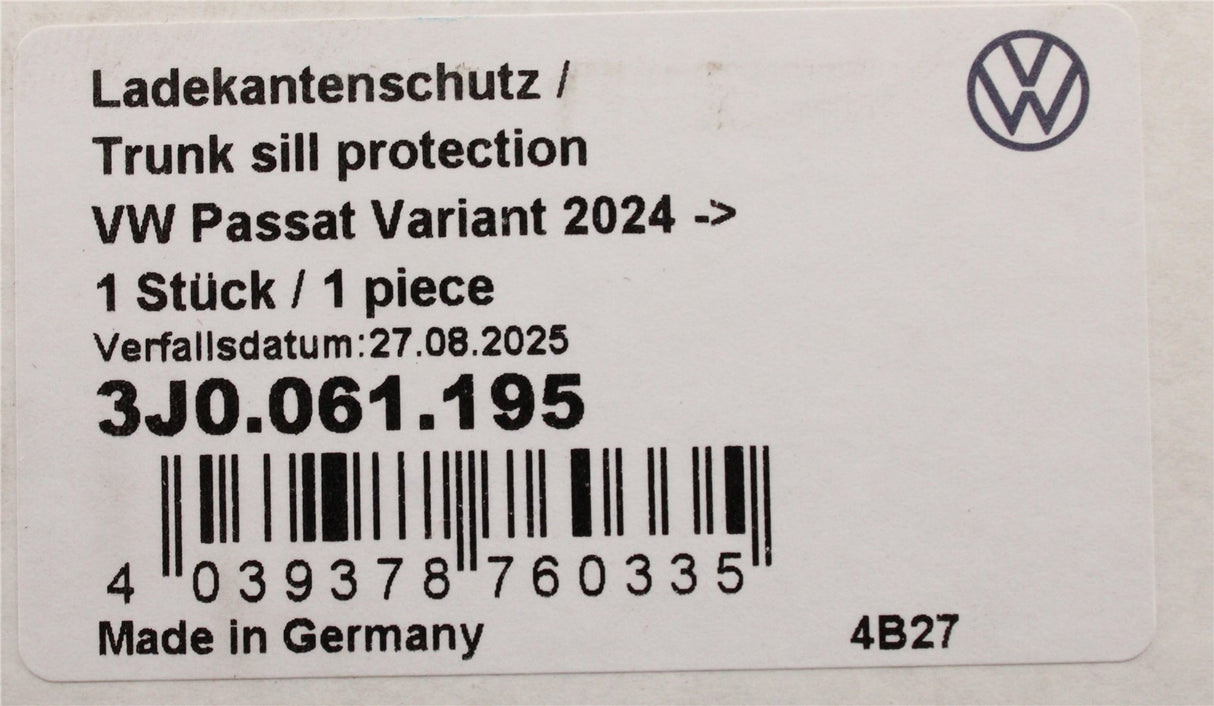 Ladekantenschutz /
Trunk sill protection
VW Passat Variant 2024 ->
1 Stück / 1 piece
Verfallsdatum:27.08.2025
3J0.061.195
4 039378 760335
Made in Germany
4B27